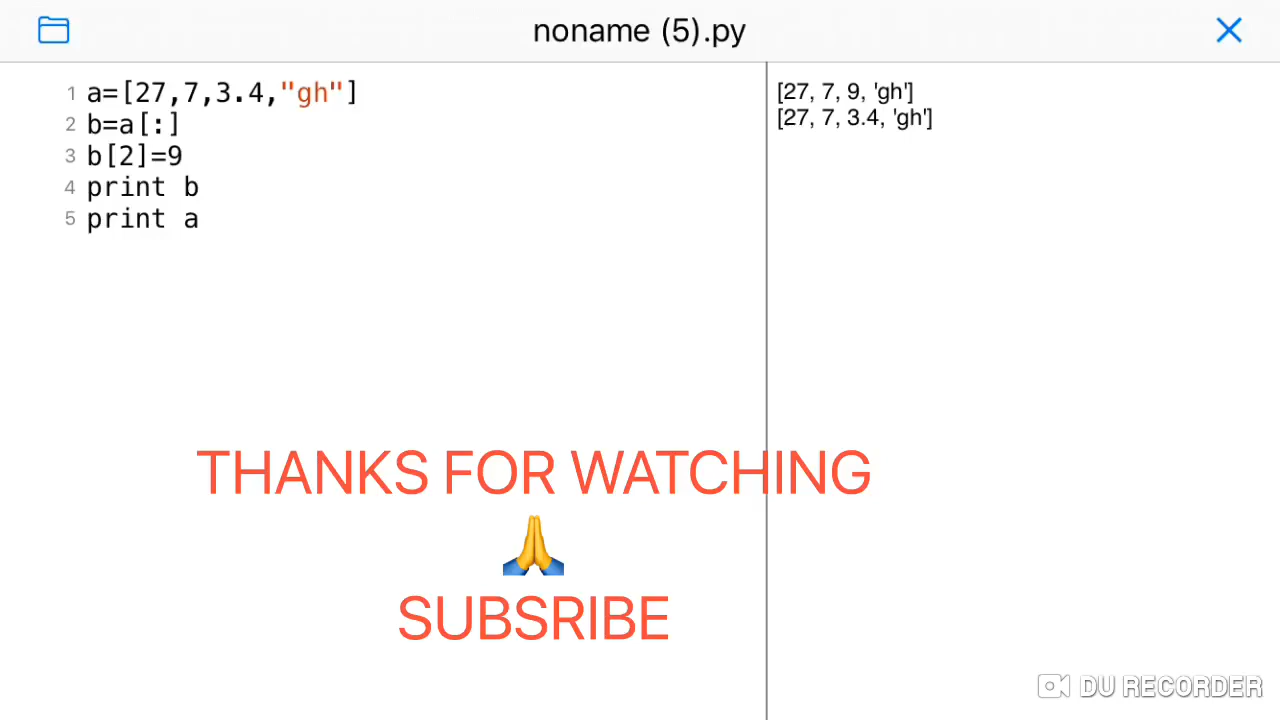 noname (5).py
1 a=[27,7,3.4,"gh"]
2 b=a[:]
3 b[2]=9
4 print b
5 print a
[27, 7, 9, 'gh']
[27, 7, 3.4, 'gh']
THANKS FOR WATCHING
🙏
SUBSRIBE
DU RECORDER